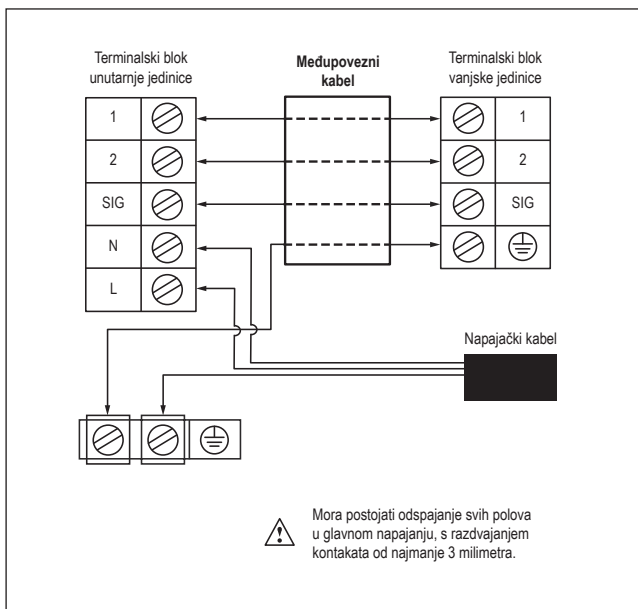 Terminalski blok
unutarnje jedinice
Međupovezni
kabel
Terminalski blok
vanjske jedinice
1
1
2
2
SIG
SIG
N
L
Napajački kabel
Mora postojati odspajanje svih polova
u glavnom napajanju, s razdvajanjem
kontakata od najmanje 3 milimetra.